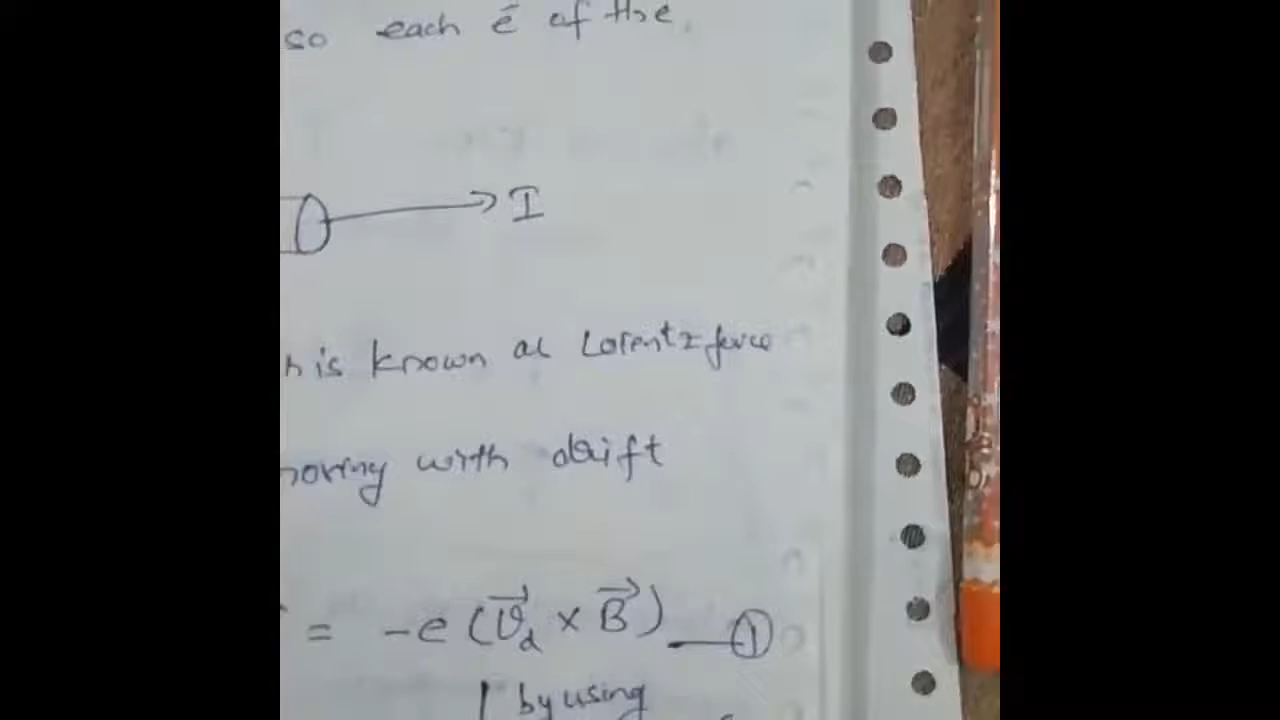 so each ē of the
I
h is known as Lorentz force
moving with drift
= -e (v⃗d × B⃗) — ①
by using